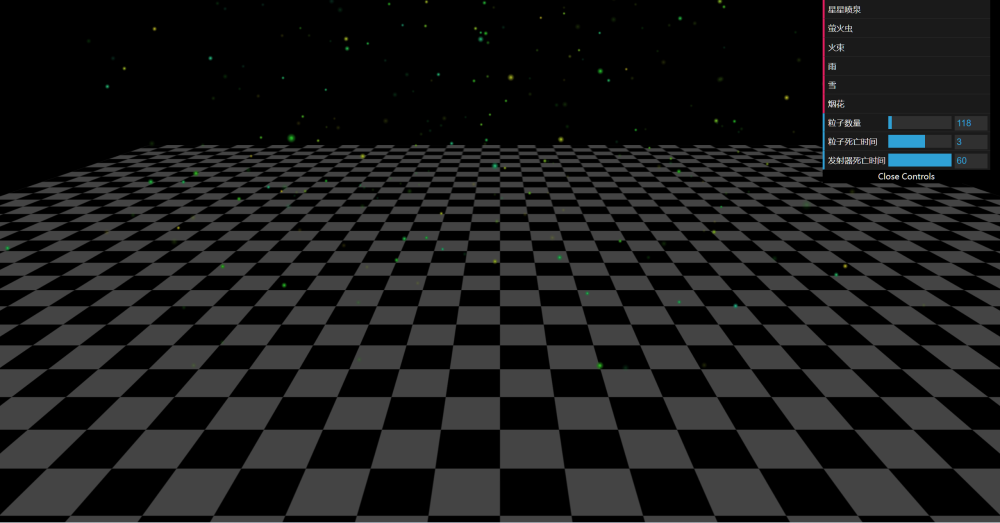 星星喷泉
萤火虫
火束
雨
雪
烟花
粒子数量 118
粒子死亡时间 3
发射器死亡时间 60
Close Controls